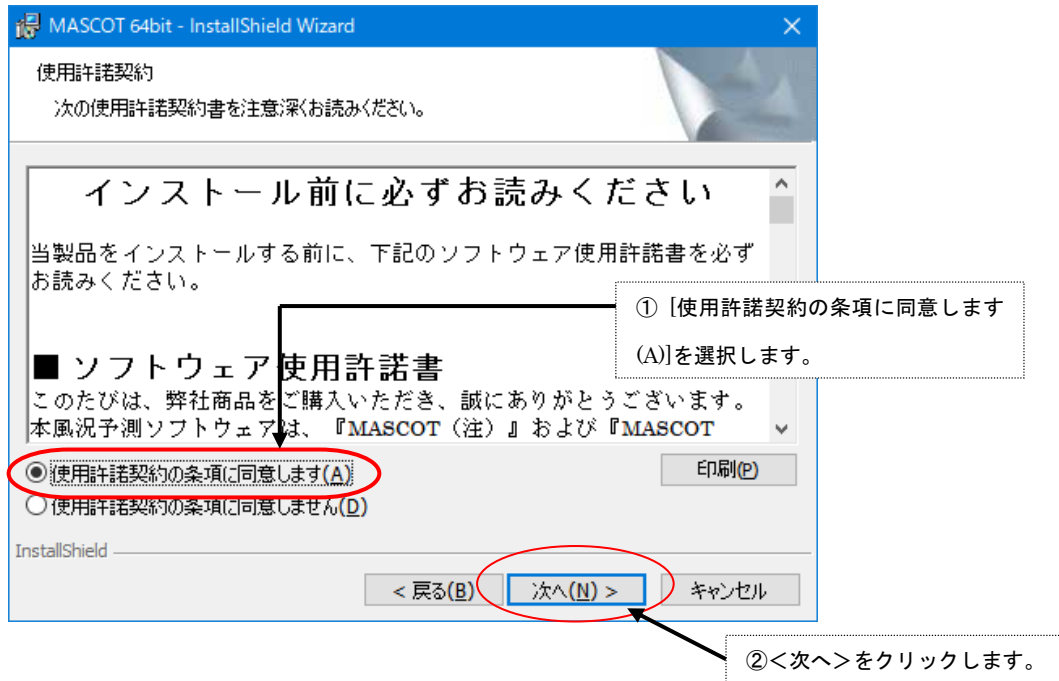 MASCOT 64bit - InstallShield Wizard
使用許諾契約
次の使用許諾契約書を注意深くお読みください。
インストール前に必ずお読みください
当製品をインストールする前に、下記のソフトウェア使用許諾書を必ず
お読みください。
① [使用許諾契約の条項に同意します
(A)]を選択します。
■ ソフトウェア使用許諾書
このたびは、弊社商品をご購入いただき、誠にありがとうございます。
本風況予測ソフトウェアは、『MASCOT（注）』および『MASCOT
使用許諾契約の条項に同意します(A)
印刷(P)
使用許諾契約の条項に同意しません(D)
InstallShield
< 戻る(B)
次へ(N) >
キャンセル
②＜次へ＞をクリックします。